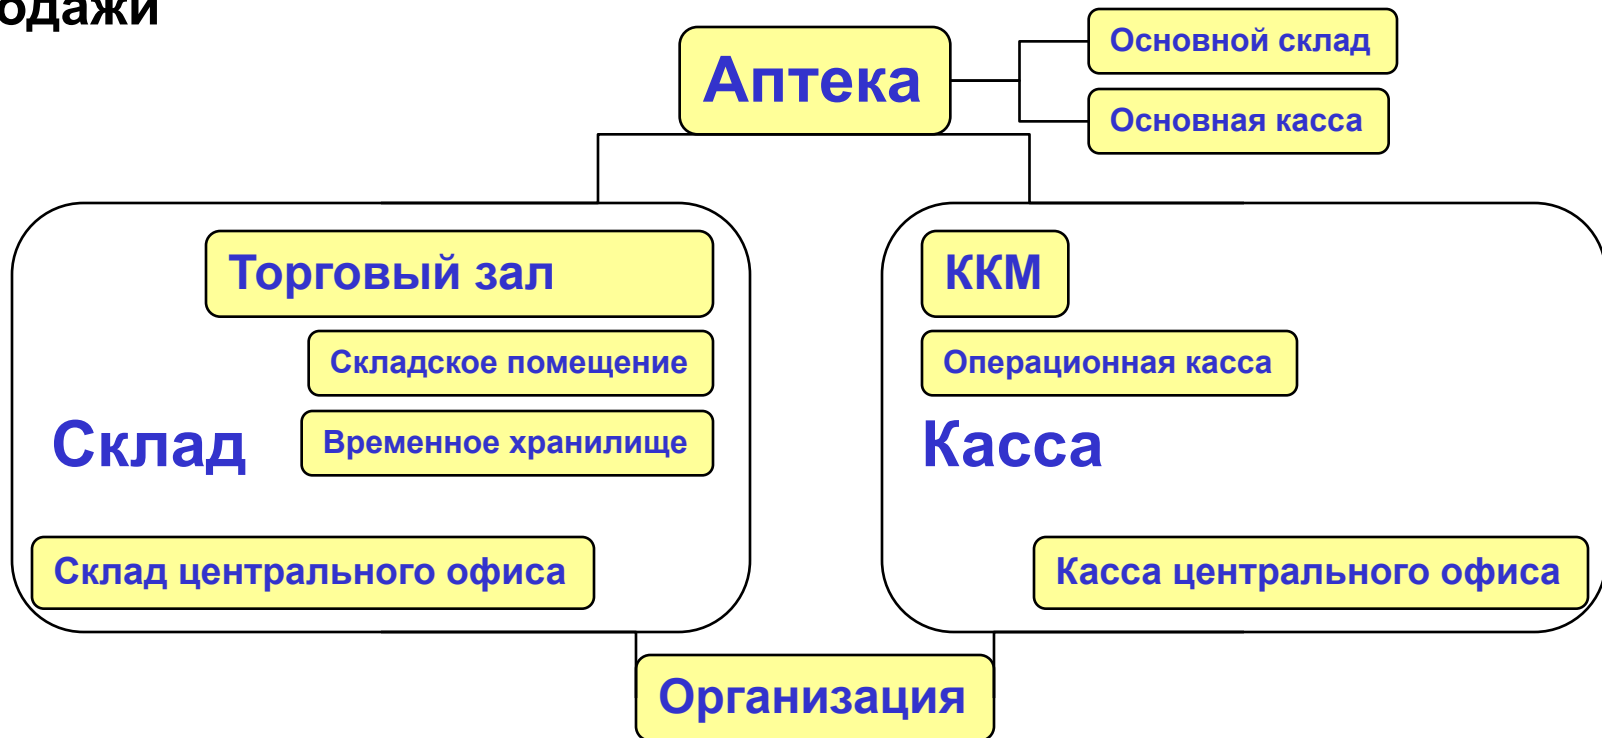 одажи
Аптека
Основной склад
Основная касса
Торговый зал
Складское помещение
Склад
Временное хранилище
Склад центрального офиса
ККМ
Операционная касса
Касса
Касса центрального офиса
Организация